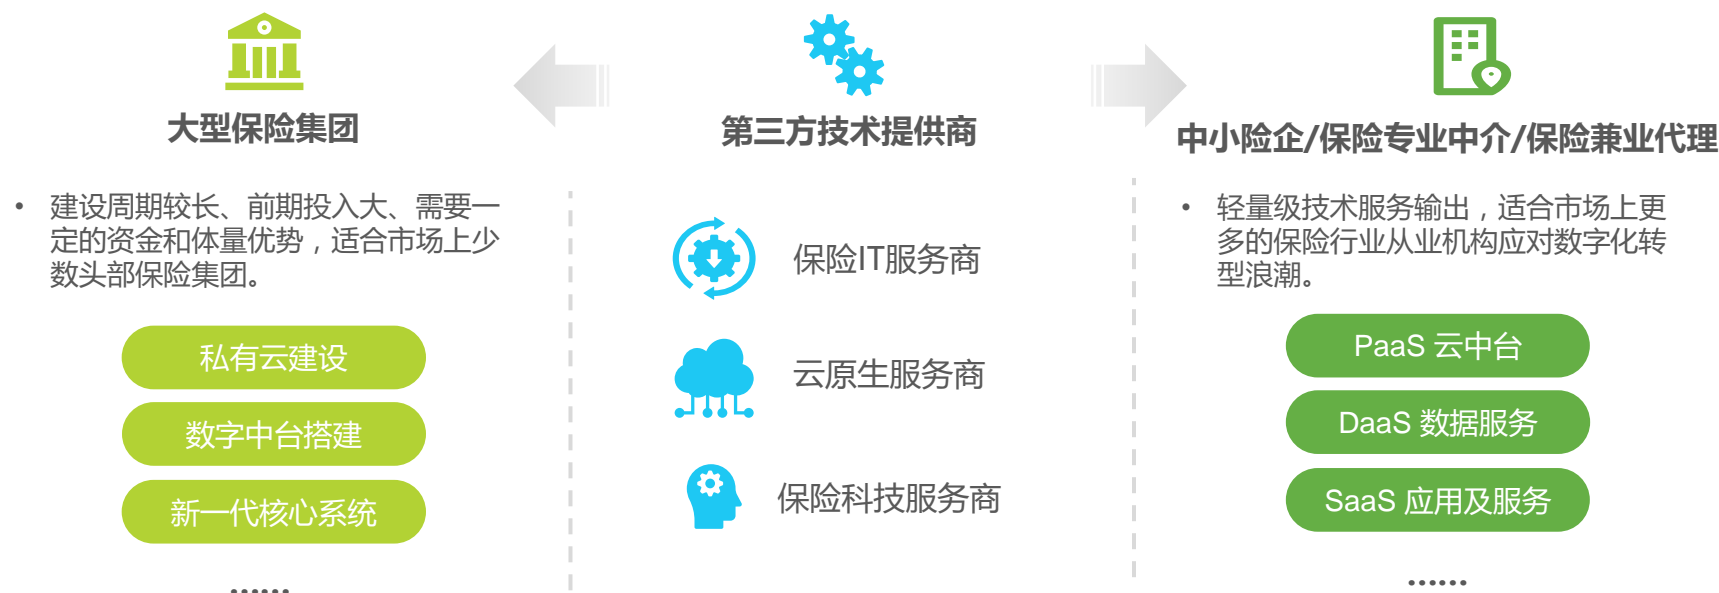 大型保险集团
• 建设周期较长、前期投入大、需要一
定的资金和体量优势，适合市场上少
数头部保险集团。
私有云建设
数字中台搭建
新一代核心系统
······
第三方技术提供商
保险IT服务商
云原生服务商
保险科技服务商
中小险企/保险专业中介/保险兼业代理
• 轻量级技术服务输出，适合市场上更
多的保险行业从业机构应对数字化转
型浪潮。
PaaS 云中台
DaaS 数据服务
SaaS 应用及服务
······